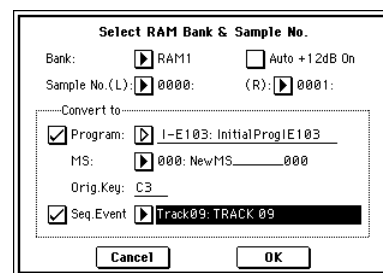 Select RAM Bank & Sample No.
Bank: RAM1 Auto +12dB On
Sample No.(L): 0000: (R): 0001:
Convert to
Program: I-E103: InitialProgIE103
MS: 000: NewMS________000
Orig.Key: C3
Seq.Event Track09: TRACK 09
Cancel OK